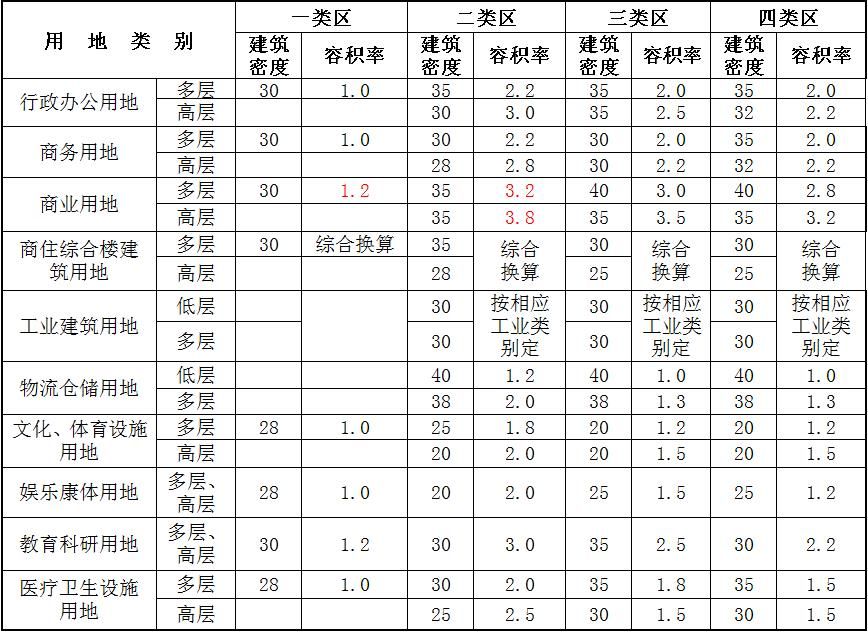 用 地 类 别 一类区 二类区 三类区 四类区
建筑密度 容积率 建筑密度 容积率 建筑密度 容积率 建筑密度 容积率
行政办公用地 多层 30 1.0 35 2.2 35 2.0 35 2.0
高层 30 3.0 35 2.5 32 2.2
商务用地 多层 30 1.0 30 2.2 30 2.0 35 2.0
高层 28 2.8 30 2.2 32 2.2
商业用地 多层 30 1.2 35 3.2 40 3.0 40 2.8
高层 35 3.8 35 3.5 35 3.2
商住综合楼建筑用地 多层 30 综合换算 35 综合换算 30 综合换算 30 综合换算
高层 28 25 25
工业建筑用地 低层 30 按相应工业类别定 30 按相应工业类别定 30 按相应工业类别定
多层 30 30 30
物流仓储用地 低层 40 1.2 40 1.0 40 1.0
多层 38 2.0 38 1.3 38 1.3
文化、体育设施用地 多层 28 1.0 25 1.8 20 1.2 20 1.2
高层 20 2.0 20 1.5 20 1.5
娱乐康体用地 多层、高层 28 1.0 20 2.0 25 1.5 25 1.2
教育科研用地 多层、高层 30 1.2 30 3.0 35 2.5 30 2.2
医疗卫生设施用地 多层 28 1.0 30 2.0 35 1.8 35 1.5
高层 25 2.5 30 1.5 30 1.5